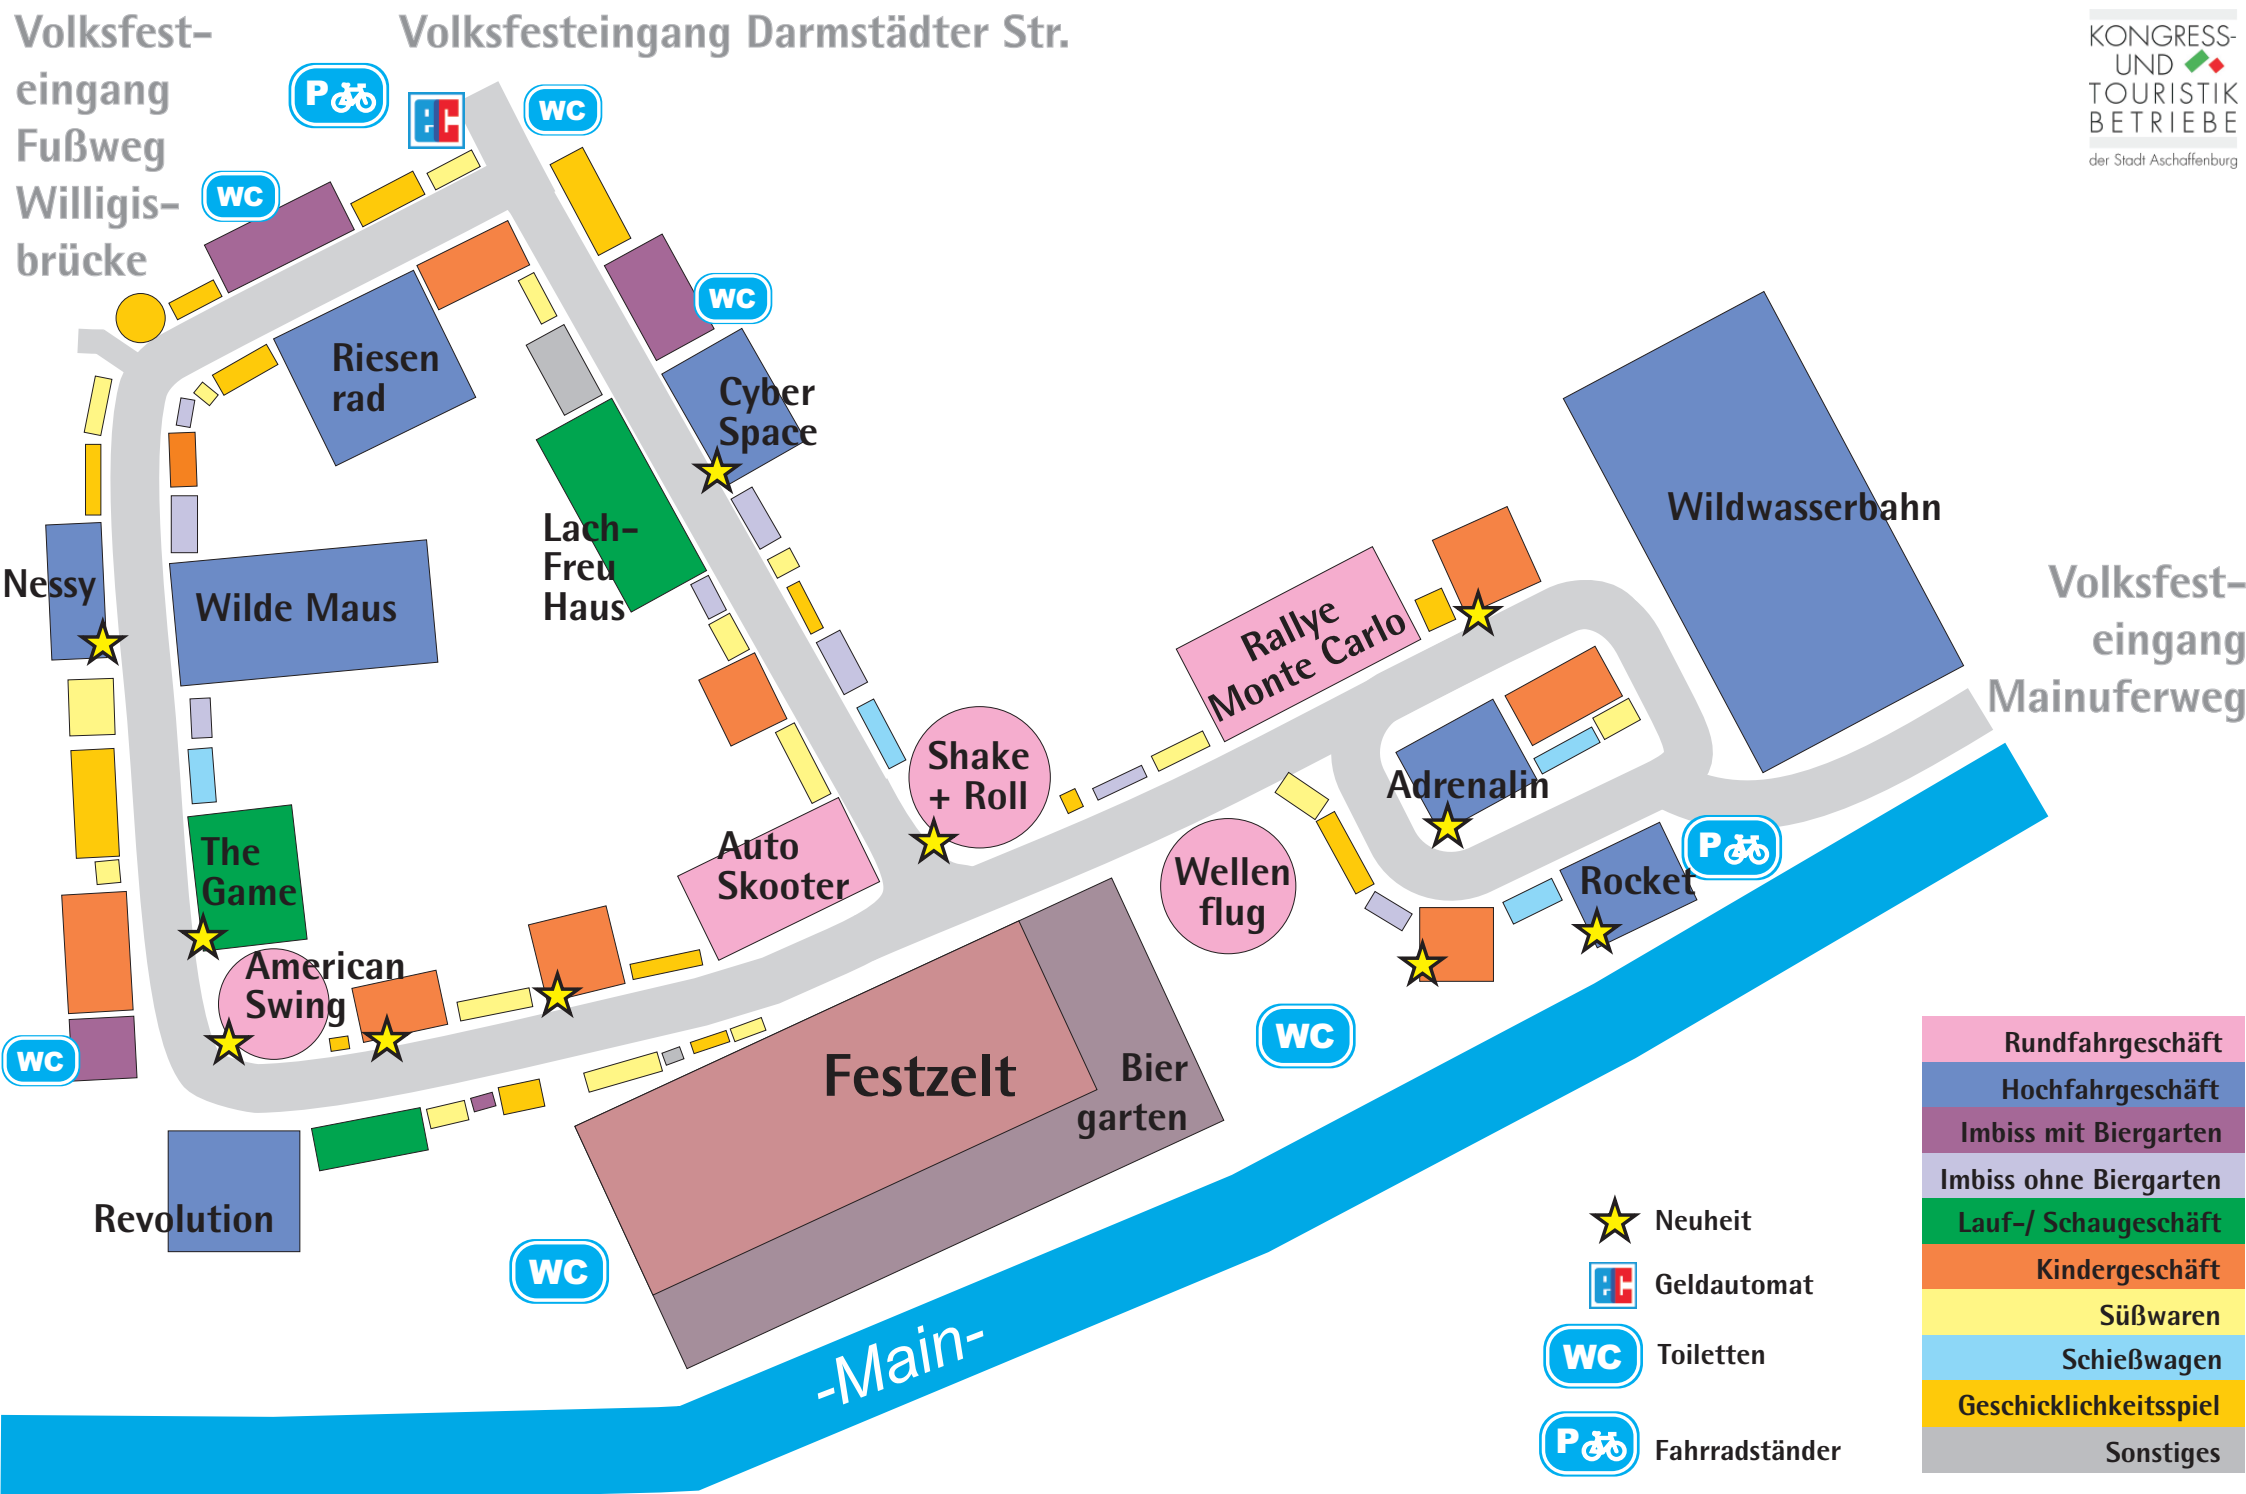 Volksfest-
eingang
Fußweg
Willigis-
brücke
Volksfesteingang Darmstädter Str.
KONGRESS-
UND
TOURISTIK
BETRIEBE
der Stadt Aschaffenburg
P
eC
WC
WC
WC
Riesen
rad
Cyber
Space
Lach-
Freu
Haus
Nessy
Wilde Maus
Wildwasserbahn
Rallye
Monte Carlo
Volksfest-
eingang
Mainuferweg
Shake
+ Roll
Adrenalin
Auto
Skooter
The
Game
Wellen
flug
Rocket
P
American
Swing
WC
WC
Festzelt
Bier
garten
Revolution
WC
-Main-
Neuheit
eC
Geldautomat
WC
Toiletten
P
Fahrradständer
Rundfahrgeschäft
Hochfahrgeschäft
Imbiss mit Biergarten
Imbiss ohne Biergarten
Lauf-/ Schaugeschäft
Kindergeschäft
Süßwaren
Schießwagen
Geschicklichkeitsspiel
Sonstiges